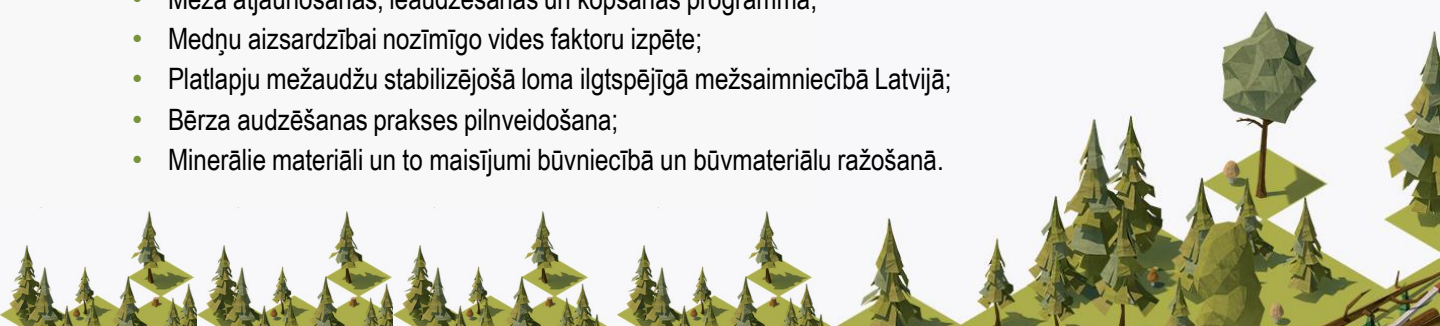 • Meža atjaunošanas, ieaudzēšanas un kopšanas programma;
• Medņu aizsardzībai nozīmīgo vides faktoru izpēte;
• Platlapju mežaudžu stabilizējošā loma ilgtspējīgā mežsaimniecībā Latvijā;
• Bērza audzēšanas prakses pilnveidošana;
• Minerālie materiāli un to maisījumi būvniecībā un būvmateriālu ražošanā.